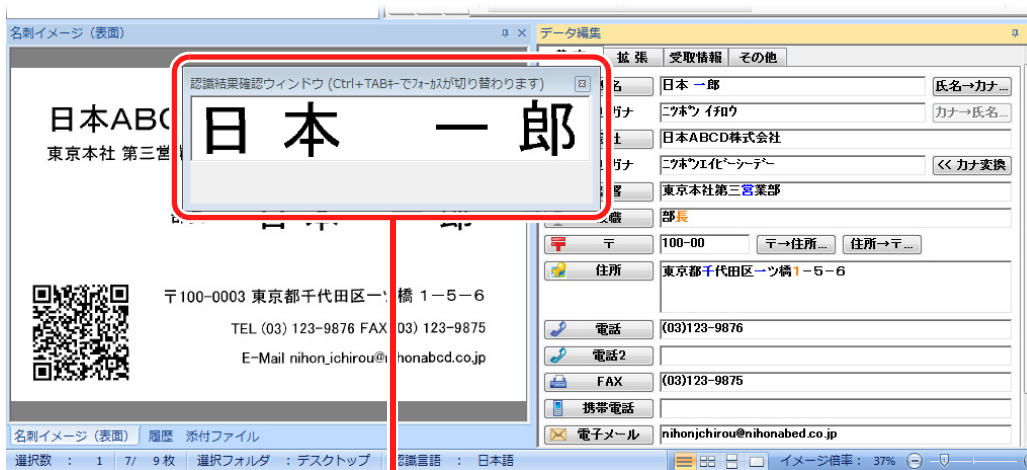 名刺イメージ（表面）
日本ABC
東京本社 第三営
認識結果確認ウィンドウ (Ctrl+TABｷｰでﾌｫｰｶｽが切り替わります)
日本 一郎
〒100-0003 東京都千代田区一ツ橋 1－5－6
TEL (03) 123-9876 FAX (03) 123-9875
E-Mail nihon_ichirou@nihonabcd.co.jp
名刺イメージ（表面） 履歴 添付ファイル
データ編集
拡張 受取情報 その他
名 日本 一郎 氏名→カナ...
ガナ ﾆﾂﾎﾟﾝ ｲﾁﾛｳ カナ→氏名...
社 日本ABCD株式会社
ガナ ﾆﾂﾎﾟﾝｴｲﾋﾞｰｼｰﾃﾞｰ << カナ変換
東京本社第三営業部
職 部長
〒 100-00 〒→住所... 住所→〒...
住所 東京都千代田区一ツ橋1－5－6
電話 (03)123-9876
電話2
FAX (03)123-9875
携帯電話
電子メール nihonjchirou@nihonabed.co.jp
選択数 ： 1 7/ 9枚 選択フォルダ ：デスクトップ 認識言語 ： 日本語 イメージ倍率： 37%